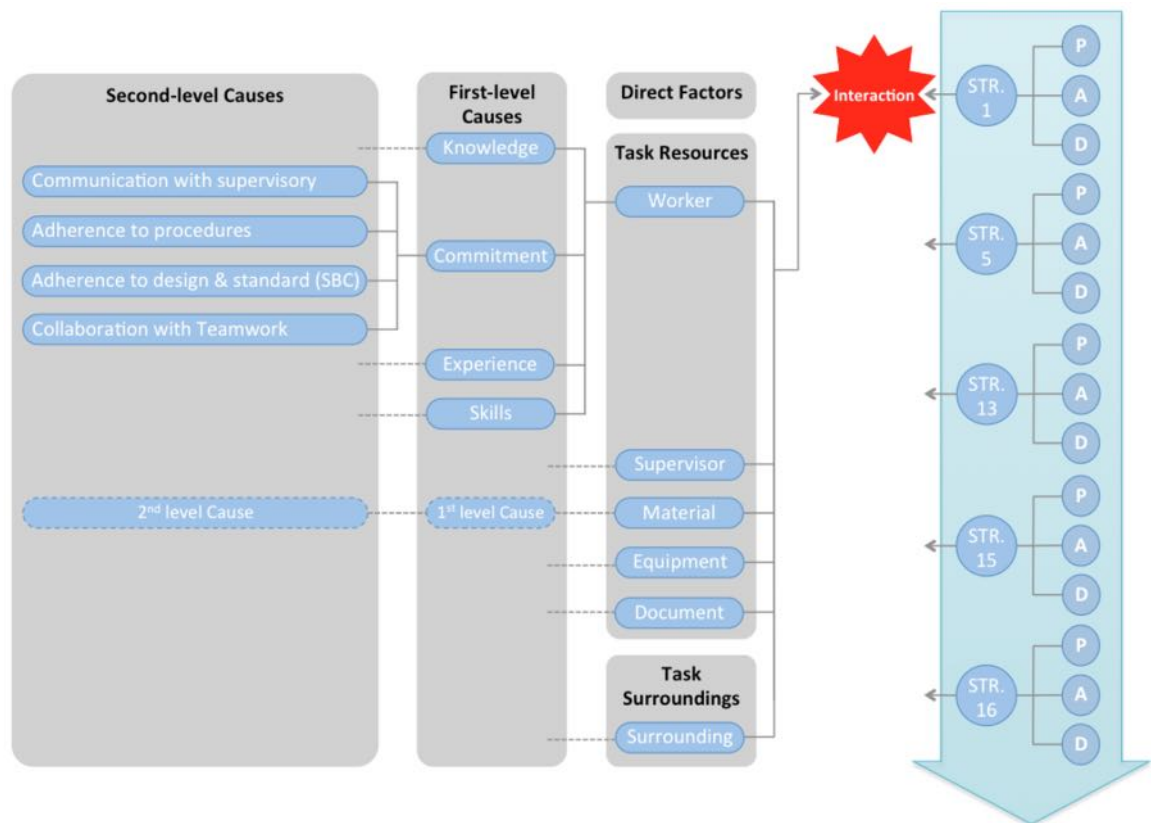 Second-level Causes
Communication with supervisory
Adherence to procedures
Adherence to design & standard (SBC)
Collaboration with Teamwork
2nd level Cause
First-level
Causes
Knowledge
Commitment
Experience
Skills
1st level Cause
Direct Factors
Task Resources
Worker
Supervisor
Material
Equipment
Document
Task
Surroundings
Surrounding
Interaction
STR.
1
P
A
D
STR.
5
P
A
D
STR.
13
P
A
D
STR.
15
P
A
D
STR.
16
P
A
D